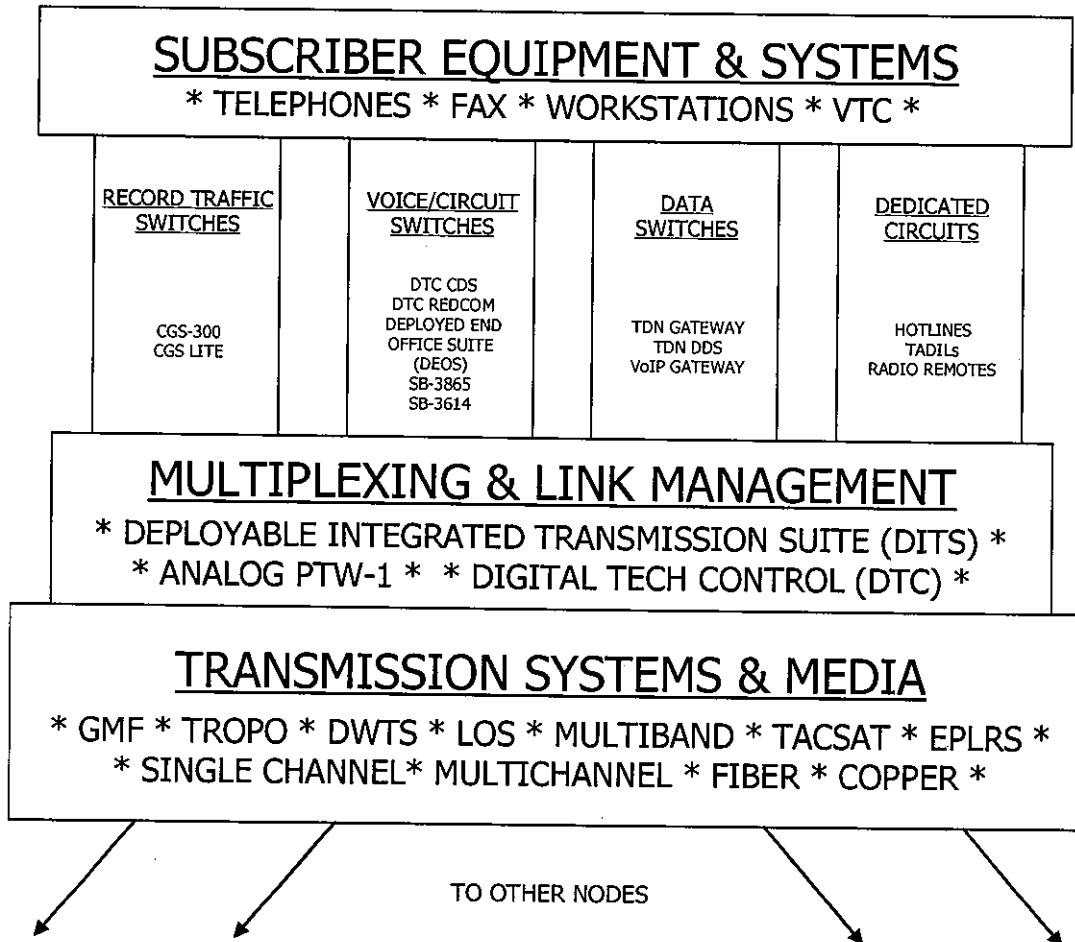 SUBSCRIBER EQUIPMENT & SYSTEMS
* TELEPHONES * FAX * WORKSTATIONS * VTC *
RECORD TRAFFIC
SWITCHES
CGS-300
CGS LITE
VOICE/CIRCUIT
SWITCHES
DTC CDS
DTC REDCOM
DEPLOYED END
OFFICE SUITE
(DEOS)
SB-3865
SB-3614
DATA
SWITCHES
TDN GATEWAY
TDN DDS
VoIP GATEWAY
DEDICATED
CIRCUITS
HOTLINES
TADILs
RADIO REMOTES
MULTIPLEXING & LINK MANAGEMENT
* DEPLOYABLE INTEGRATED TRANSMISSION SUITE (DITS) *
* ANALOG PTW-1 * * DIGITAL TECH CONTROL (DTC) *
TRANSMISSION SYSTEMS & MEDIA
* GMF * TROPO * DWTS * LOS * MULTIBAND * TACSAT * EPLRS *
* SINGLE CHANNEL* MULTICHANNEL * FIBER * COPPER *
TO OTHER NODES